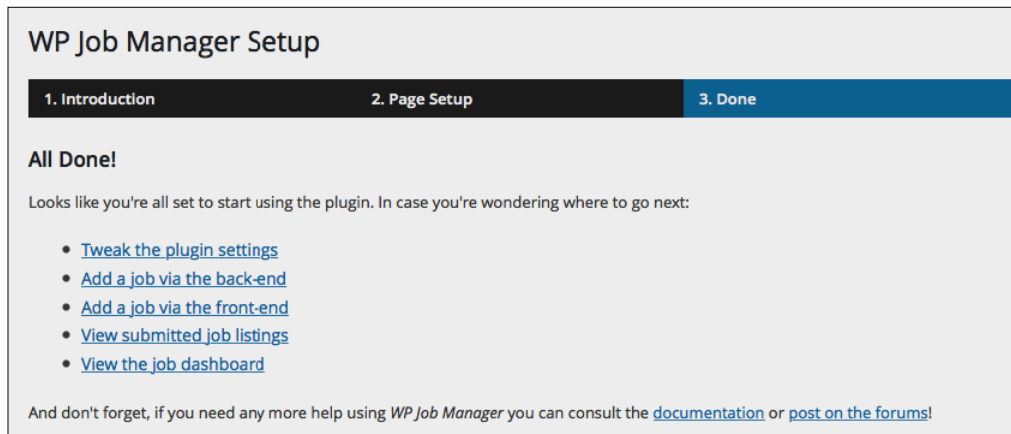 WP Job Manager Setup
1. Introduction 2. Page Setup 3. Done
All Done!
Looks like you're all set to start using the plugin. In case you're wondering where to go next:
• Tweak the plugin settings
• Add a job via the back-end
• Add a job via the front-end
• View submitted job listings
• View the job dashboard
And don't forget, if you need any more help using WP Job Manager you can consult the documentation or post on the forums!